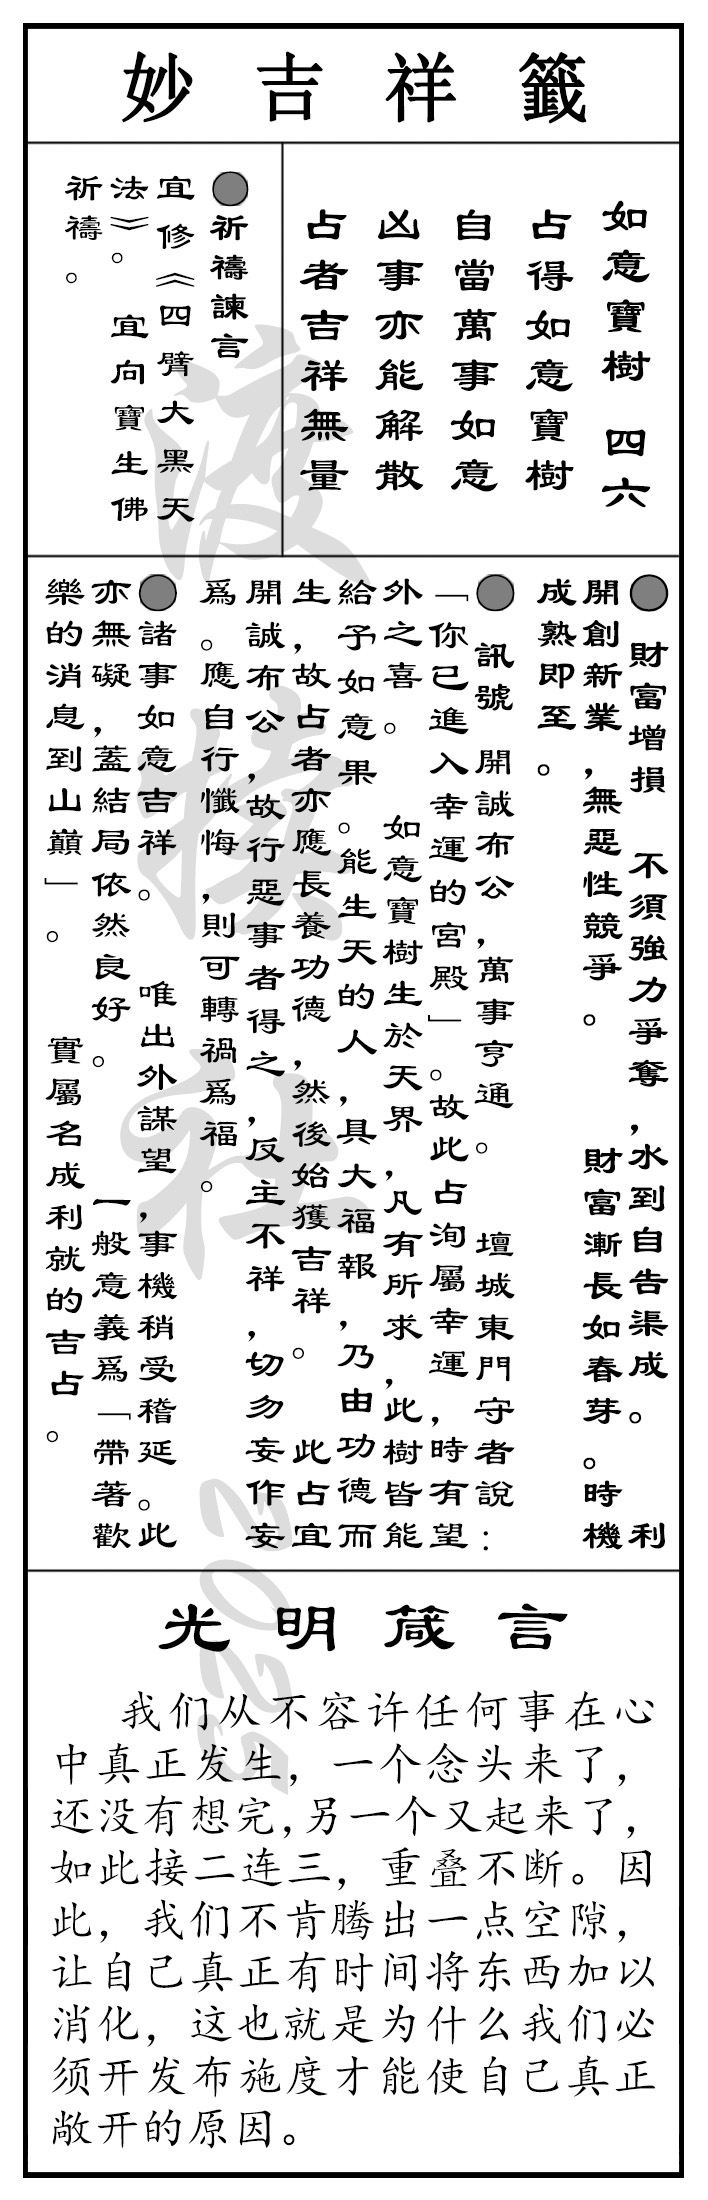 妙吉祥籤
如意寶樹 四六
占得如意寶樹
自當萬事如意
凶事亦能解散
占者吉祥無量
●祈禱諫言
宜修《四臂大黑天
法》。 宜向寶生佛
祈禱。
● 財富增損 不須強力爭奪，水到自告渠成。 利
開創新業，無惡性競爭。 財富漸長如春芽。時機
成熟即至。
● 訊號 開誠布公，萬事亨通。 壇城東門守者說：
「你已進入幸運的宮殿」。故此占洵屬幸運，時有望
外之喜。 如意寶樹生於天界，凡有所求，此樹皆能
給予如意果。能生天的人，具大福報，乃由功德而
生，故占者亦應長養功德，然後始獲吉祥。 此占宜
開誠布公，故行惡事者得之，反主不祥，切勿妄作妄
爲。應自行懺悔，則可轉禍爲福。
●諸事如意吉祥。 唯出外謀望，事機稍受稽延。此
亦無礙，蓋結局依然良好。 一般意義爲「帶著歡
樂的消息到山巔」。 實屬名成利就的吉占。
光明箴言
我们从不容许任何事在心
中真正发生，一个念头来了，
还没有想完，另一个又起来了，
如此接二连三，重叠不断。因
此，我们不肯腾出一点空隙，
让自己真正有时间将东西加以
消化，这也就是为什么我们必
须开发布施度才能使自己真正
敞开的原因。
渡
社
2025